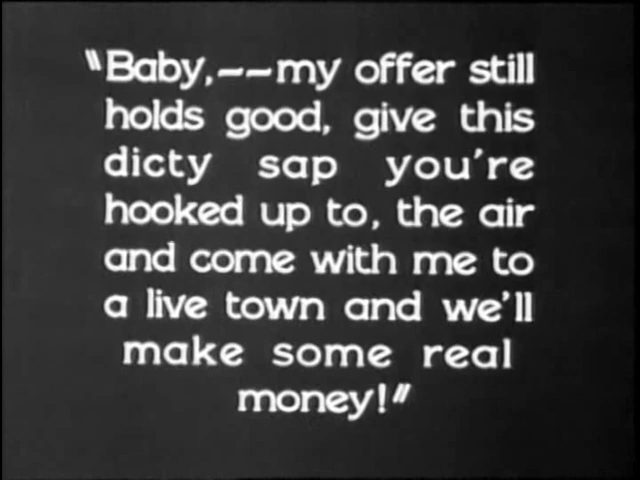 "Baby,--my offer still
holds good, give this
dicty sap you're
hooked up to, the air
and come with me to
a live town and we'll
make some real
money!"